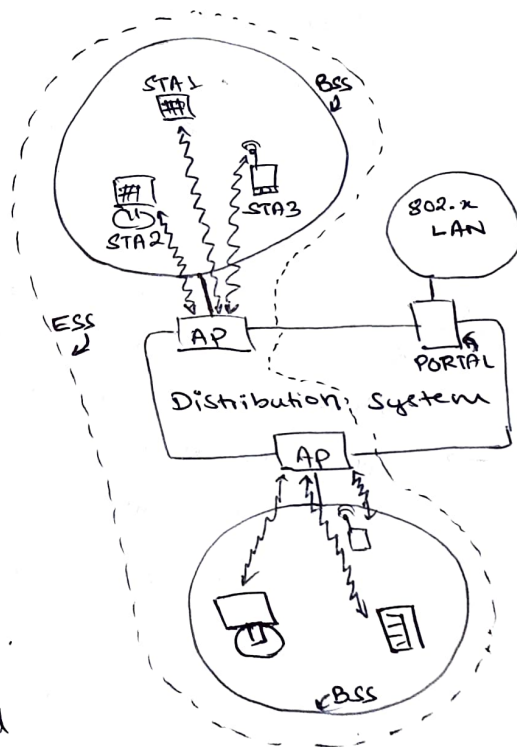 STA1
BSS
STA2
STA3
802.x
LAN
ESS
AP
PORTAL
Distribution System
AP
BSS